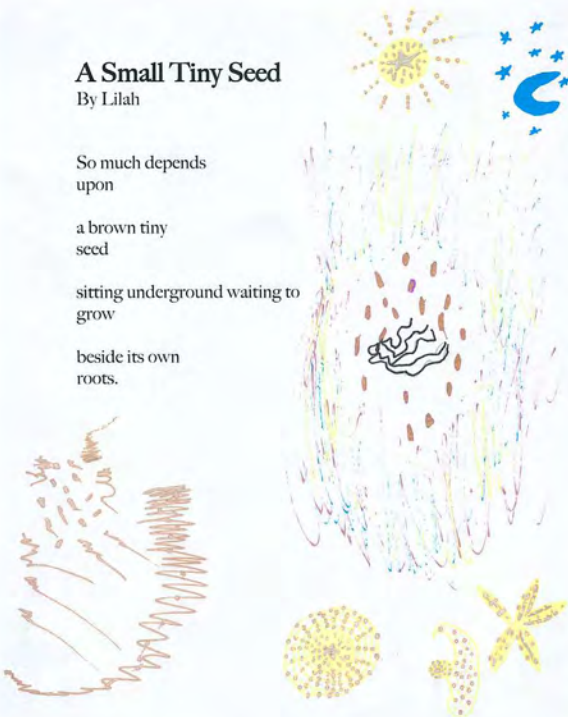 A Small Tiny Seed
By Lilah
So much depends
upon
a brown tiny
seed
sitting underground waiting to
grow
beside its own
roots.